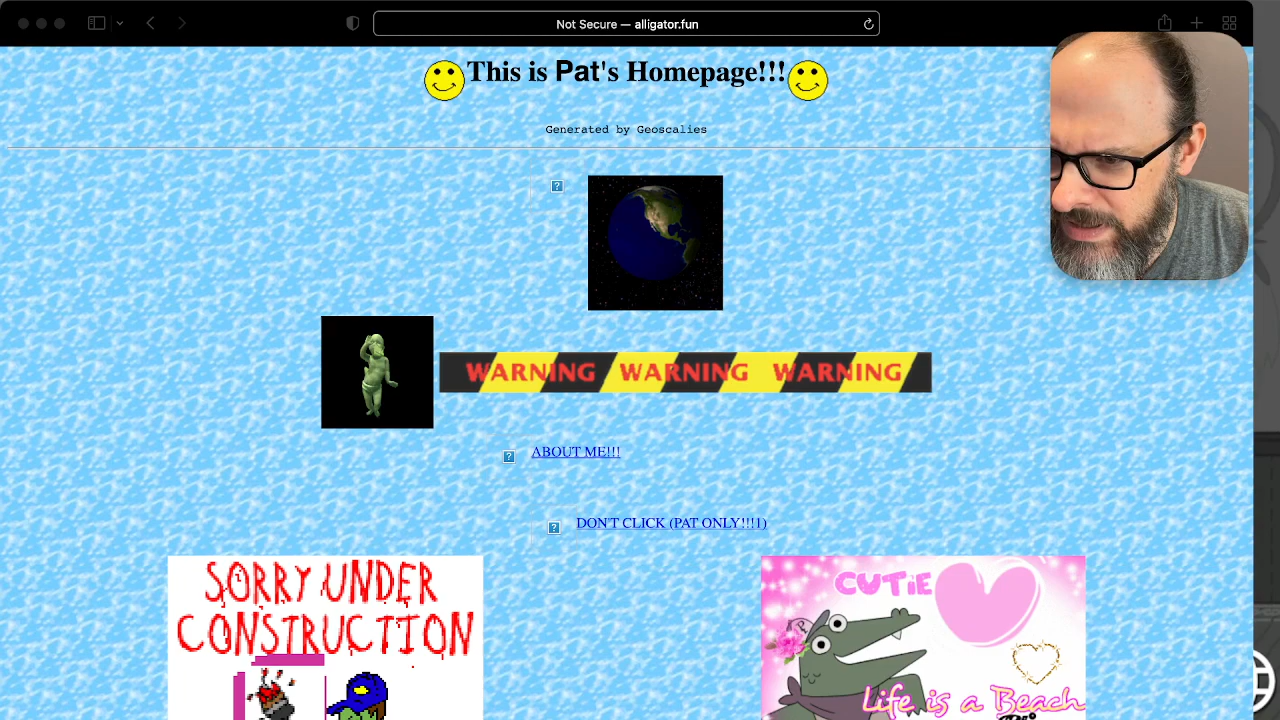 Not Secure — alligator.fun
This is Pat's Homepage!!!
Generated by Geoscalies
WARNING WARNING WARNING
ABOUT ME!!!
DON'T CLICK (PAT ONLY!!!!1)
SORRY UNDER
CONSTRUCTION
CUTiE
P
Life is a Beach